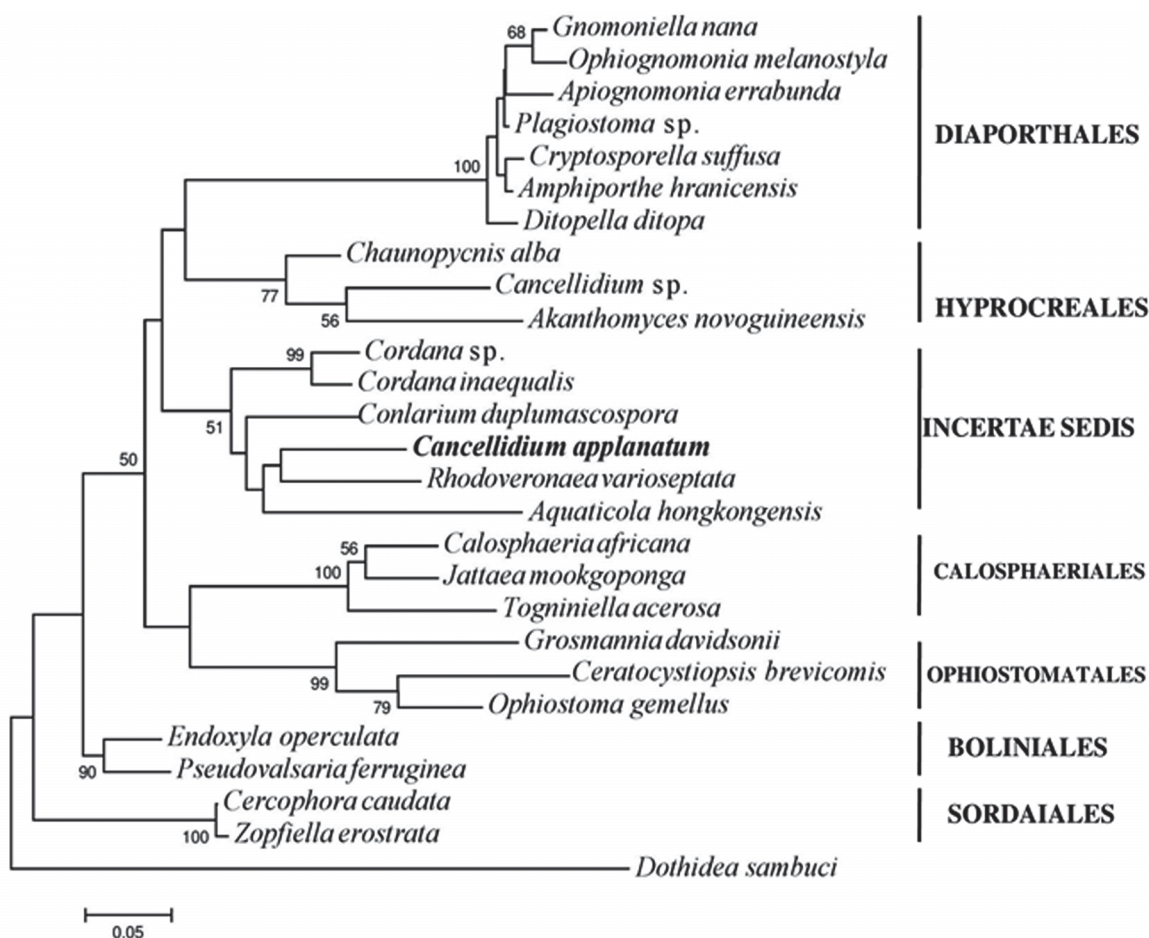 68
Gnomoniella nana
Ophiognomonia melanostyla
Apiognomonia errabunda
Plagiostoma sp.
DIAPORTHALES
Cryptosporella suffusa
100
Amphiporthe hranicensis
Ditopella ditopa
Chaunopycnis alba
77
Cancellidium sp.
56
Akanthomyces novoguineensis
HYPROCREALES
99
Cordana sp.
Cordana inaequalis
51
Conlarium duplumascospora
INCERTAE SEDIS
Cancellidium applanatum
50
Rhodoveronaea varioseptata
Aquaticola hongkongensis
56
Calosphaeria africana
100
Jattaea mookgoponga
CALOSPHAERIALES
Togniniella acerosa
Grosmannia davidsonii
99
Ceratocystiopsis brevicomis
OPHIOSTOMATALES
79
Ophiostoma gemellus
Endoxyla operculata
BOLINIALES
90
Pseudovalsaria ferruginea
Cercophora caudata
SORDAIALES
100
Zopfiella erostrata
Dothidea sambuci
0.05